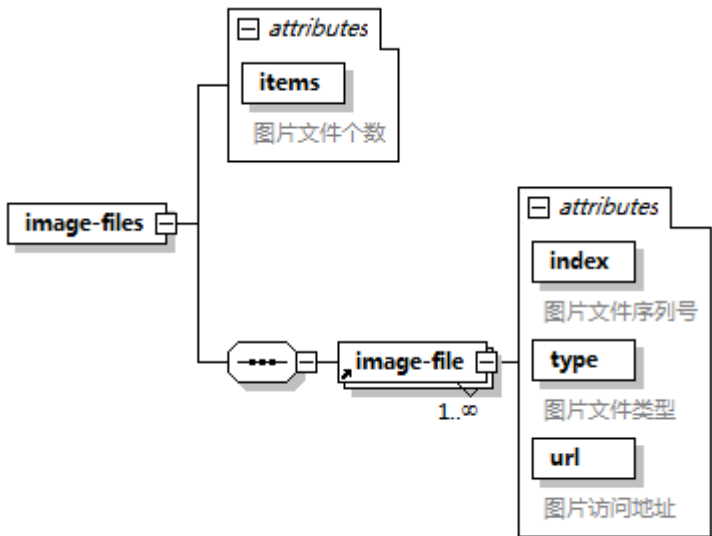 attributes
items
图片文件个数
image-files
attributes
index
图片文件序列号
image-file
type
1..∞
图片文件类型
url
图片访问地址